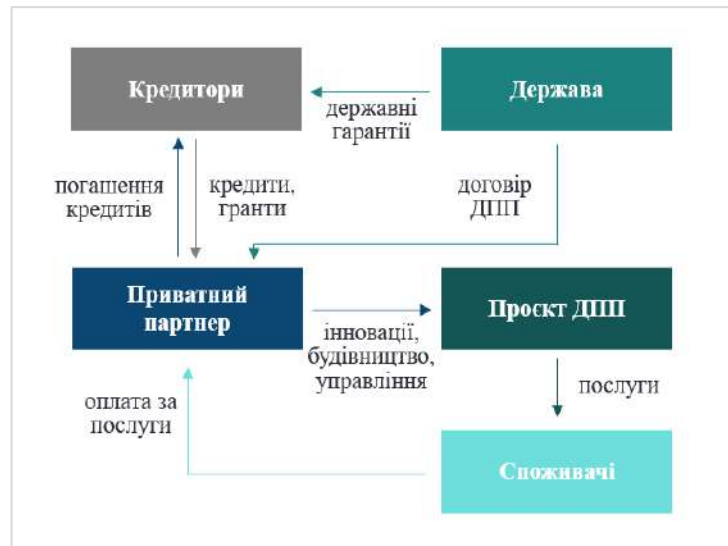 Кредитори
Держава
державні
гарантії
погашення
кредитів
кредити,
гранти
договір
ДПП
Приватний
партнер
Проєкт ДПП
інновації,
будівництво,
управління
послуги
оплата за
послуги
Споживачі